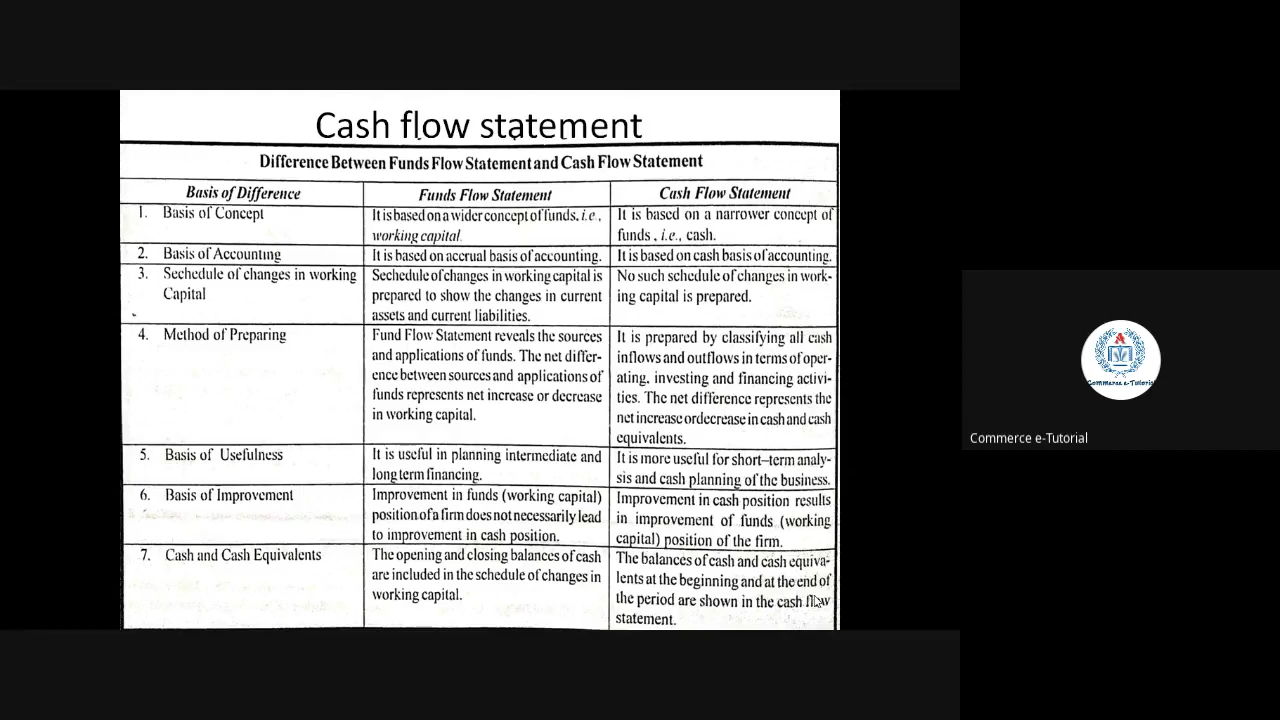 Cash flow statement
Difference Between Funds Flow Statement and Cash Flow Statement
Basis of Difference
Funds Flow Statement
Cash Flow Statement
1. Basis of Concept
It is based on a wider concept of funds, i.e.,
working capital.
It is based on a narrower concept of
funds, i.e., cash.
2. Basis of Accounting
It is based on accrual basis of accounting.
It is based on cash basis of accounting.
3. Sechedule of changes in working
Capital
Sechedule of changes in working capital is
prepared to show the changes in current
assets and current liabilities.
No such schedule of changes in work-
ing capital is prepared.
4. Method of Preparing
Fund Flow Statement reveals the sources
and applications of funds. The net differ-
ence between sources and applications of
funds represents net increase or decrease
in working capital.
It is prepared by classifying all cash
inflows and outflows in terms of oper-
ating, investing and financing activi-
ties. The net difference represents the
net increase ordecrease in cash and cash
equivalents.
5. Basis of Usefulness
It is useful in planning intermediate and
long term financing.
It is more useful for short-term analy-
sis and cash planning of the business.
6. Basis of Improvement
Improvement in funds (working capital)
position of a firm does not necessarily lead
to improvement in cash position.
Improvement in cash position results
in improvement of funds (working
capital) position of the firm.
7. Cash and Cash Equivalents
The opening and closing balances of cash
are included in the schedule of changes in
working capital.
The balances of cash and cash equiva-
lents at the beginning and at the end of
the period are shown in the cash flow
statement.
Commerce e-Tutorial
Commerce e-Tutorial